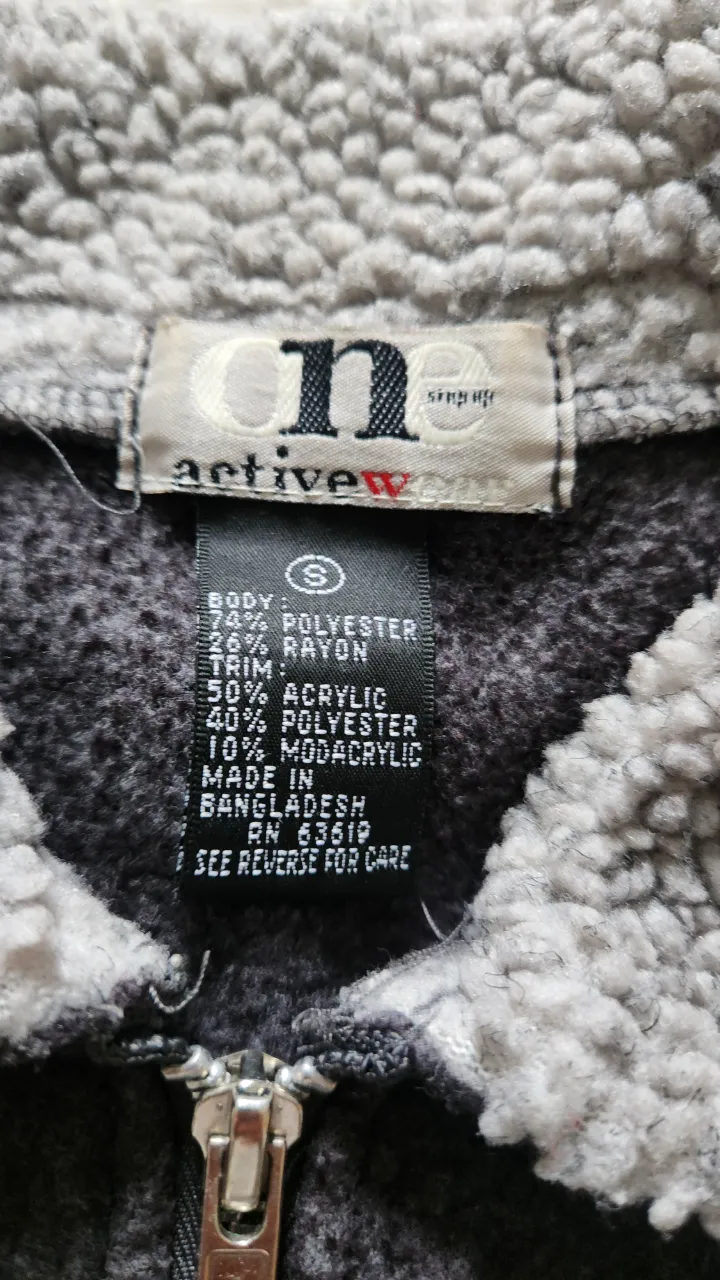 one
activewear
S
BODY:
74% POLYESTER
26% RAYON
TRIM:
50% ACRYLIC
40% POLYESTER
10% MODACRYLIC
MADE IN
BANGLADESH
RN 63619
SEE REVERSE FOR CARE